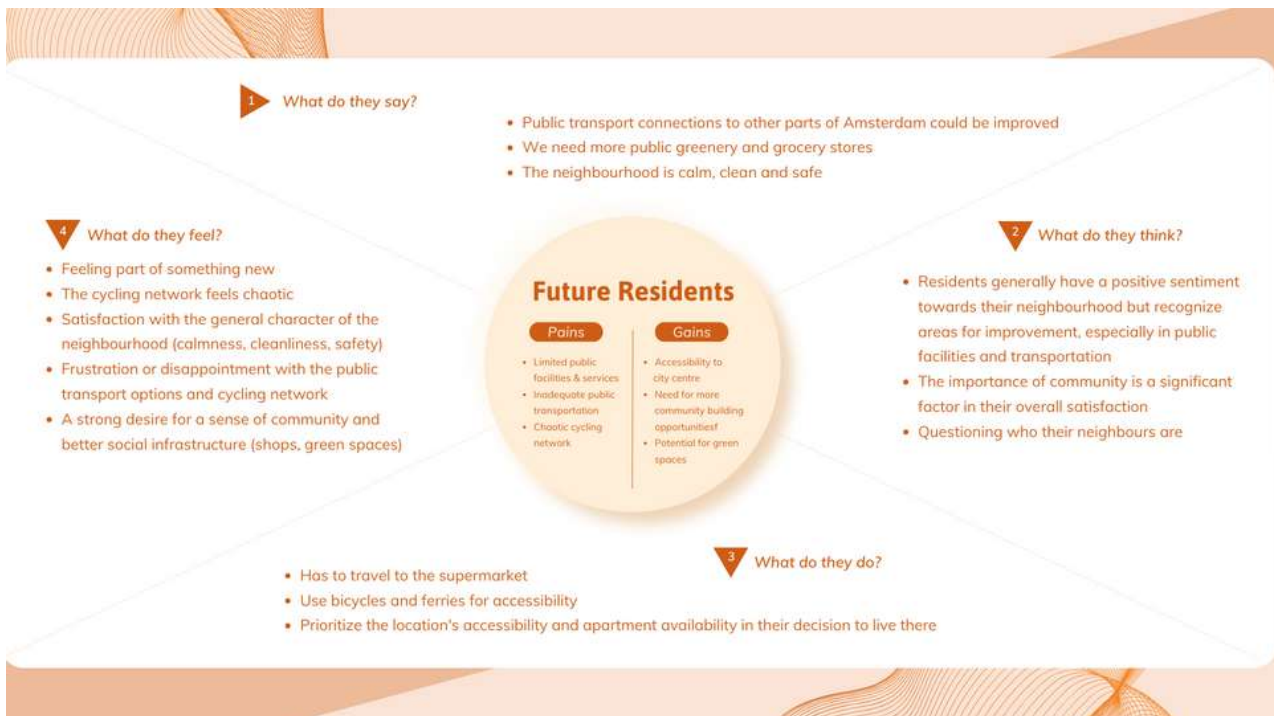 1 What do they say?
• Public transport connections to other parts of Amsterdam could be improved
• We need more public greenery and grocery stores
• The neighbourhood is calm, clean and safe
2 What do they think?
• Residents generally have a positive sentiment
towards their neighbourhood but recognize
areas for improvement, especially in public
facilities and transportation
• The importance of community is a significant
factor in their overall satisfaction
• Questioning who their neighbours are
3 What do they do?
• Has to travel to the supermarket
• Use bicycles and ferries for accessibility
• Prioritize the location's accessibility and apartment availability in their decision to live there
4 What do they feel?
• Feeling part of something new
• The cycling network feels chaotic
• Satisfaction with the general character of the
neighbourhood (calmness, cleanliness, safety)
• Frustration or disappointment with the public
transport options and cycling network
• A strong desire for a sense of community and
better social infrastructure (shops, green spaces)
Future Residents
Pains
• Limited public
facilities & services
• Inadequate public
transportation
• Chaotic cycling
network
Gains
• Accessibility to
city centre
• Need for more
community building
opportunitiesf
• Potential for green
spaces